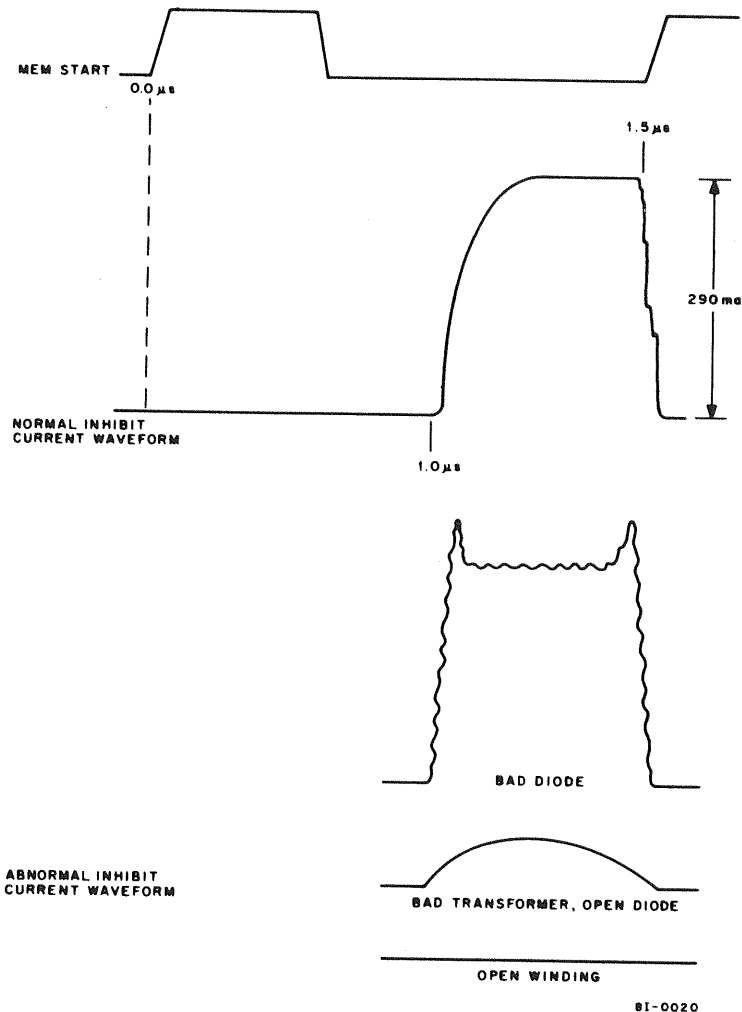 MEM START
0.0 µs
1.5 µs
290 ma
NORMAL INHIBIT
CURRENT WAVEFORM
1.0 µs
BAD DIODE
ABNORMAL INHIBIT
CURRENT WAVEFORM
BAD TRANSFORMER, OPEN DIODE
OPEN WINDING
8I-0020